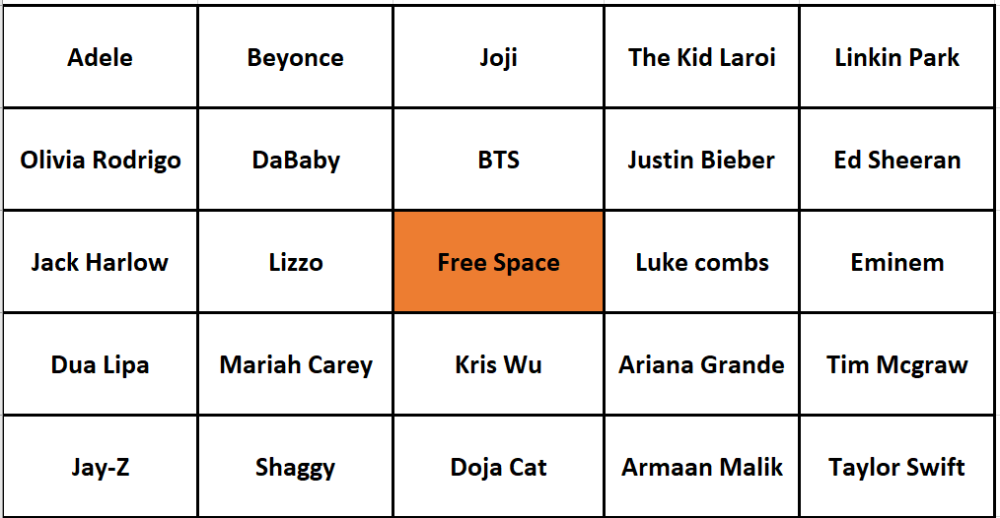 Adele Beyonce Joji The Kid Laroi Linkin Park
Olivia Rodrigo DaBaby BTS Justin Bieber Ed Sheeran
Jack Harlow Lizzo Free Space Luke combs Eminem
Dua Lipa Mariah Carey Kris Wu Ariana Grande Tim Mcgraw
Jay-Z Shaggy Doja Cat Armaan Malik Taylor Swift